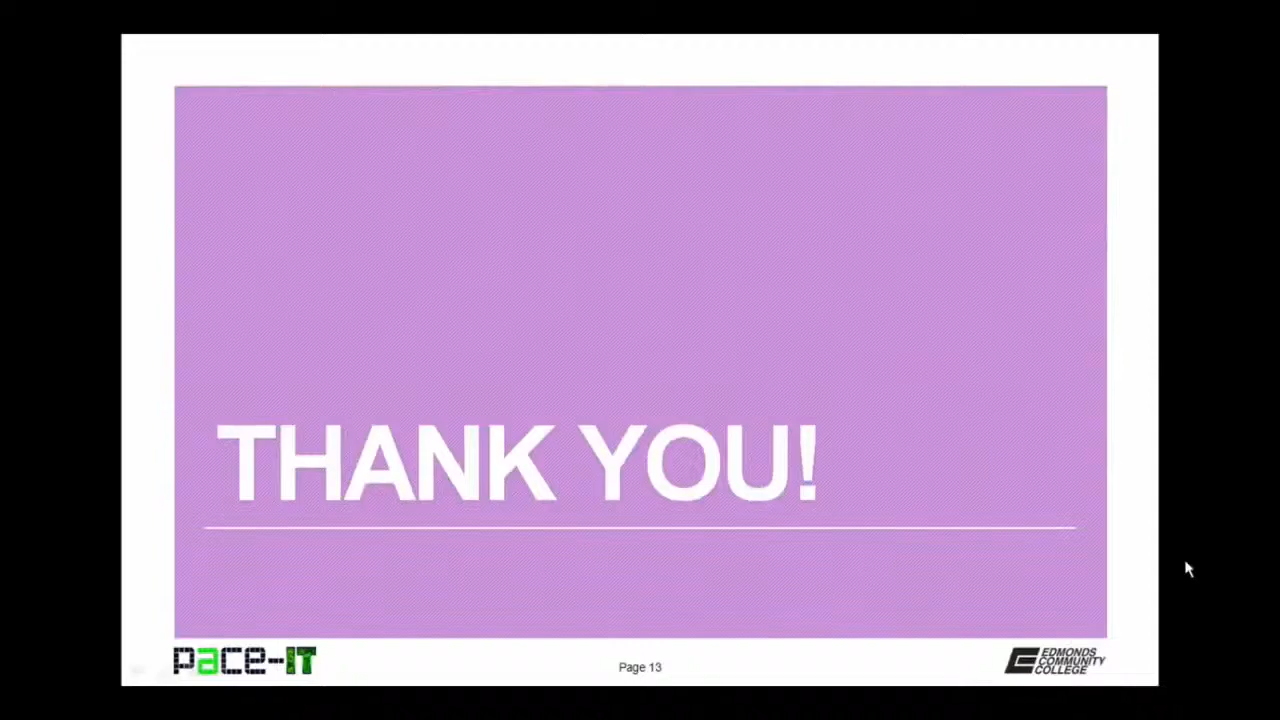 THANK YOU!
pace-IT
Page 13
EDMONDS
COMMUNITY
COLLEGE